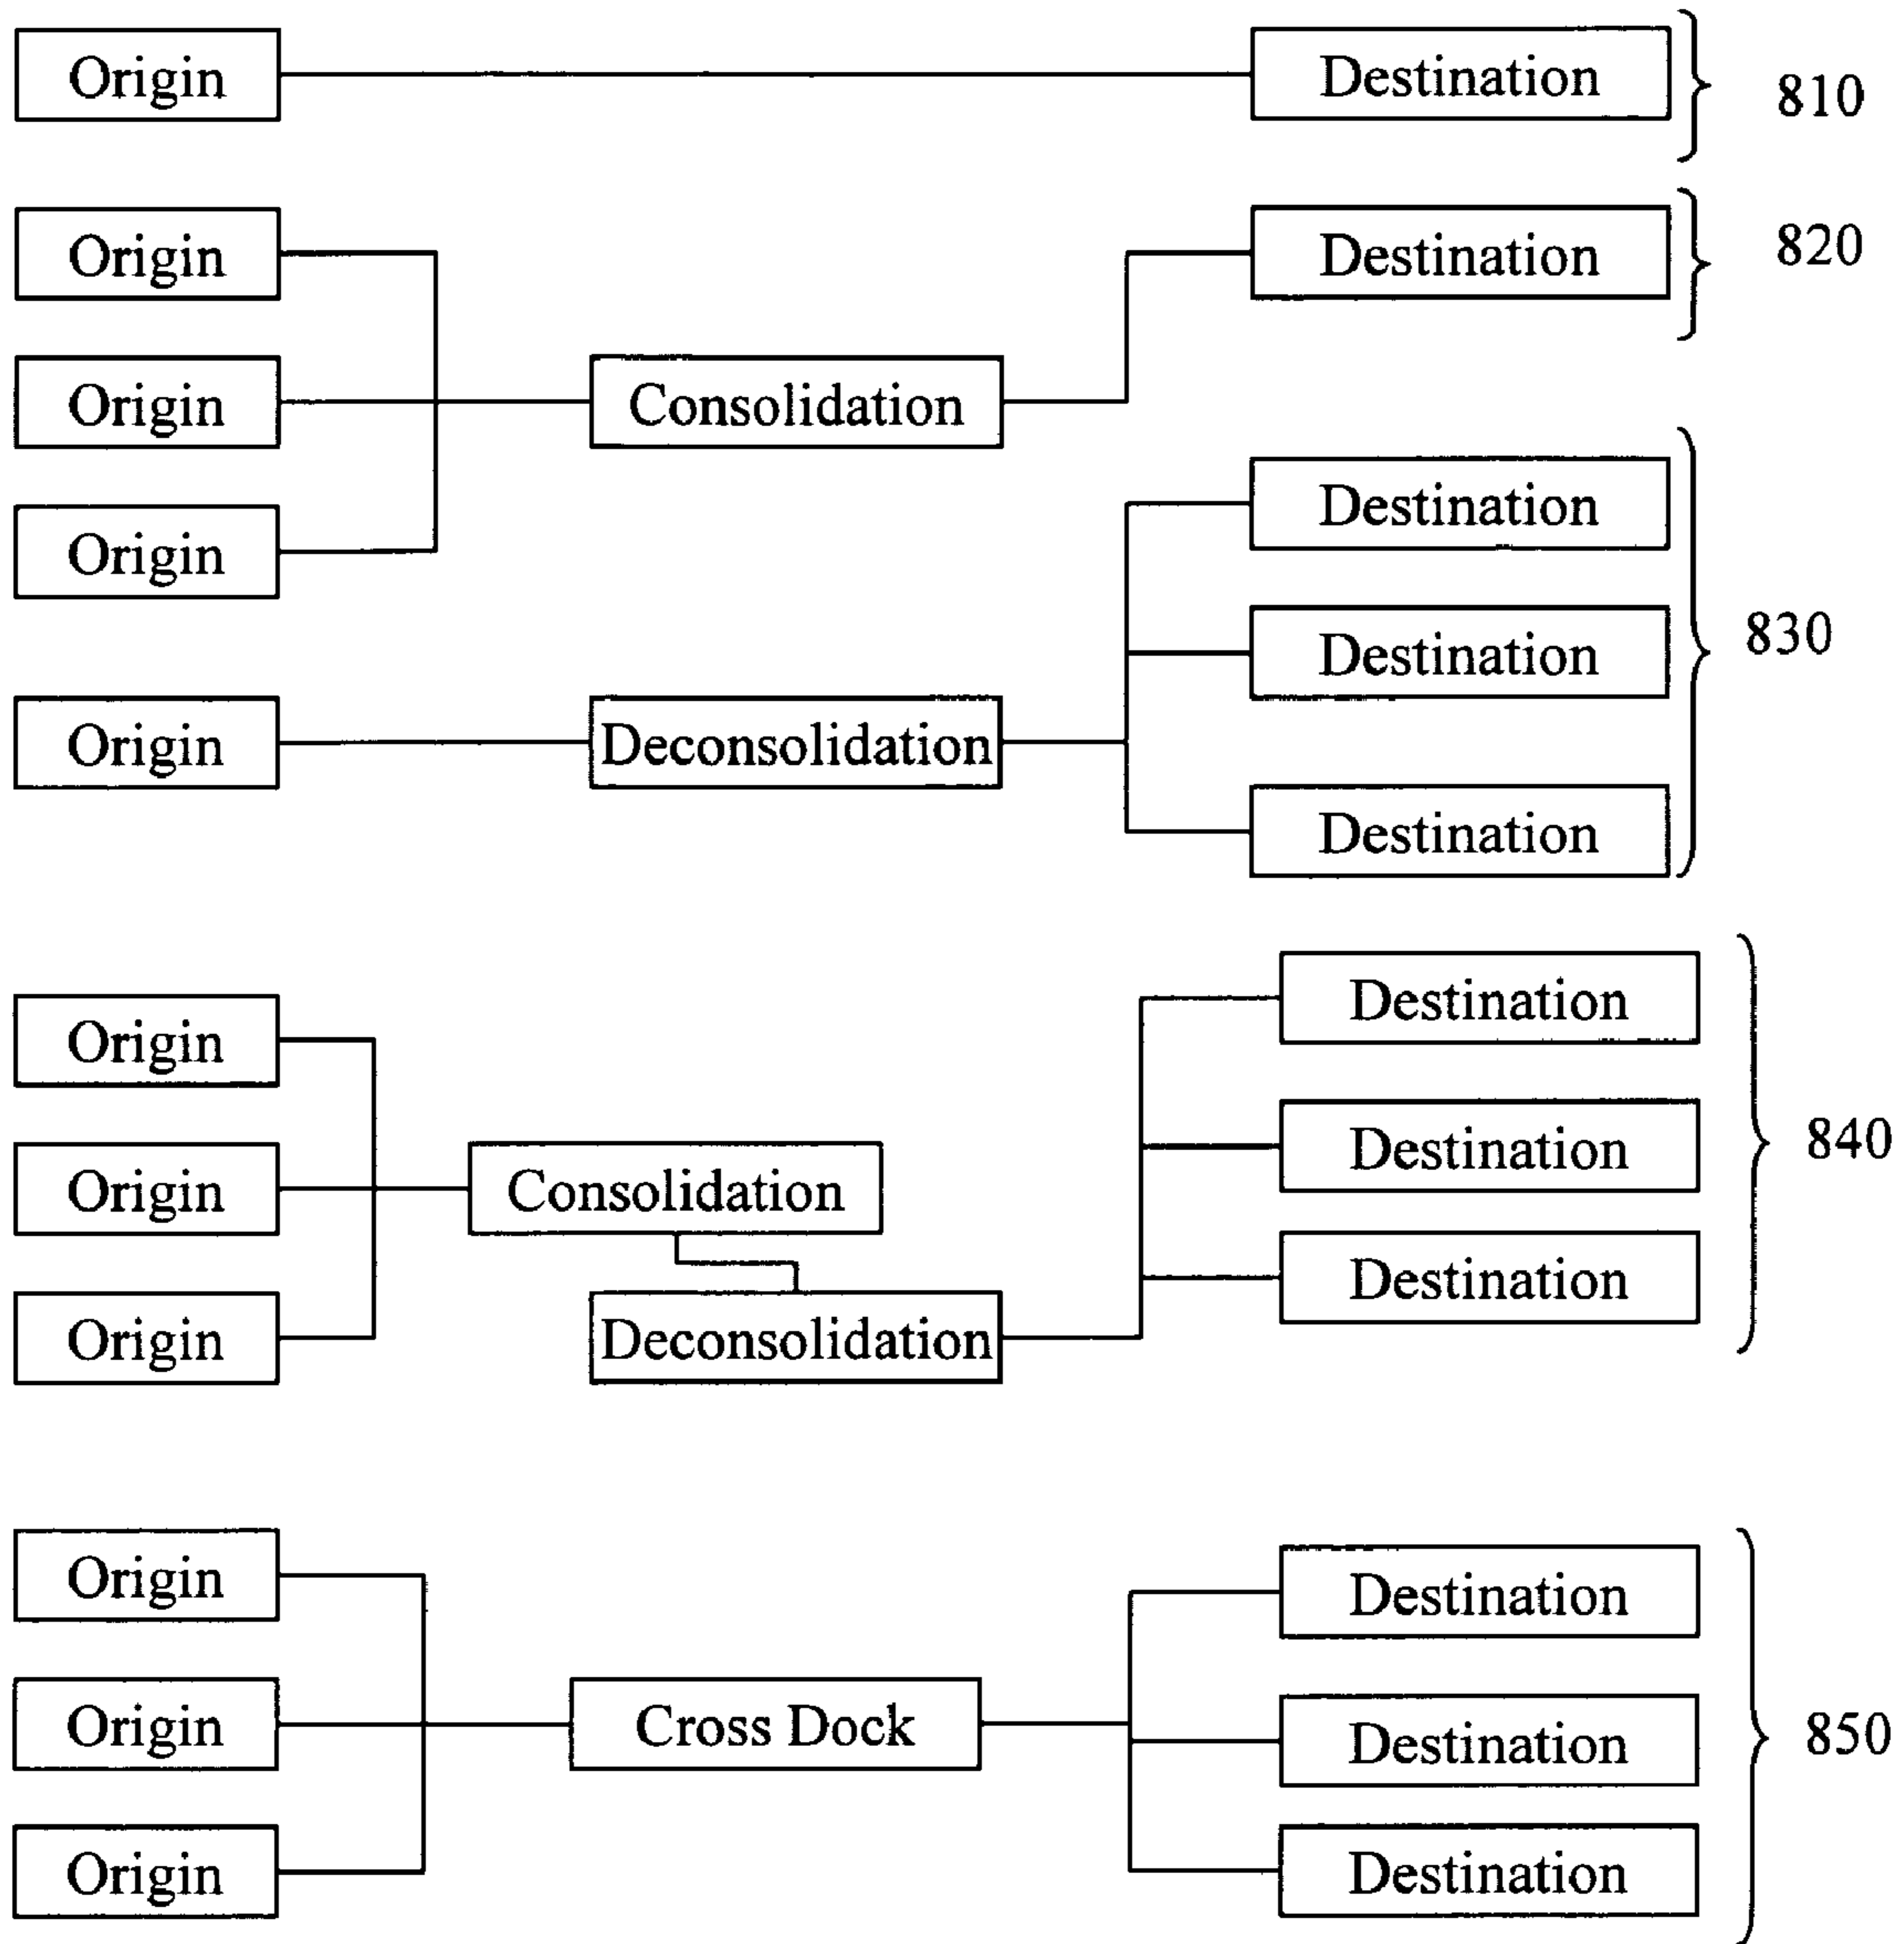 Origin
Destination
810
Origin
Destination
820
Origin
Consolidation
Destination
Origin
Destination
830
Origin
Deconsolidation
Destination
Origin
Destination
Origin
Consolidation
Destination
840
Origin
Deconsolidation
Destination
Origin
Destination
Origin
Cross Dock
Destination
850
Origin
Destination